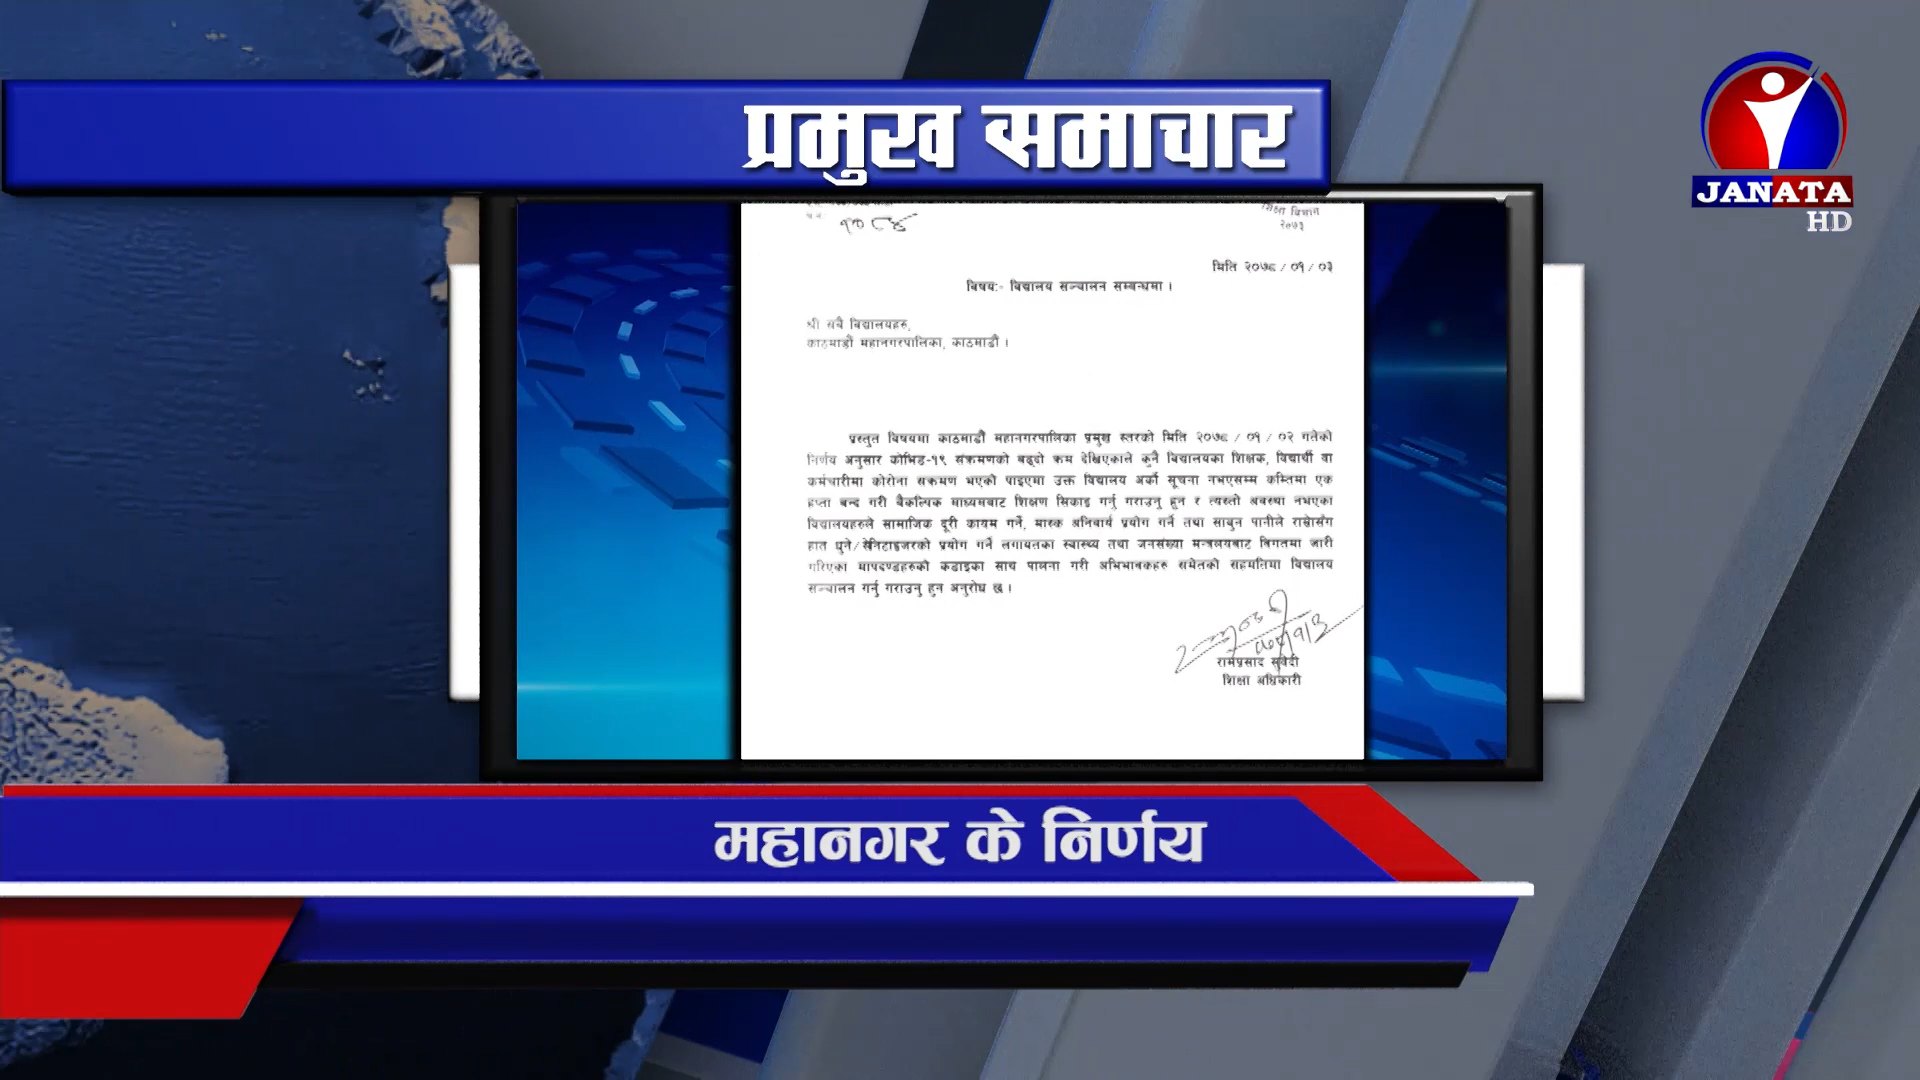 प्रमुख समाचार
JANATA
HD
१०८४
शिक्षा विभाग
२०७३
मिति २०७८ / ०१ / ०३
विषय:- विद्यालय सञ्चालन सम्बन्धमा ।
श्री सबै विद्यालयहरु,
काठमाडौं महानगरपालिका, काठमाडौं ।
प्रस्तुत विषयमा काठमाडौं महानगरपालिका प्रमुख स्तरको मिति २०७८ / ०१ / ०२ गतेको
निर्णय अनुसार कोभिड-१९ संक्रमणको बढ्दो क्रम देखिएकाले कुनै विद्यालयका शिक्षक, विद्यार्थी वा
कर्मचारीमा कोरोना संक्रमण भएको पाइएमा उक्त विद्यालय अर्को सूचना नभएसम्म कम्तिमा एक
हप्ता बन्द गरी वैकल्पिक माध्यमबाट शिक्षण सिकाइ गर्नु गराउनु हुन र त्यस्तो अवस्था नभएका
विद्यालयहरुले सामाजिक दूरी कायम गर्ने, मास्क अनिवार्य प्रयोग गर्ने तथा साबुन पानीले राम्रोसँग
हात धुने/सेनिटाइजरको प्रयोग गर्ने लगायतका स्वास्थ्य तथा जनसंख्या मन्त्रालयबाट विगतमा जारी
गरिएका मापदण्डहरुको कडाइका साथ पालना गरी अभिभावकहरु समेतको सहमतिमा विद्यालय
सञ्चालन गर्नु गराउनु हुन अनुरोध छ ।
रामप्रसाद सुवेदी
शिक्षा अधिकारी
महानगर के निर्णय